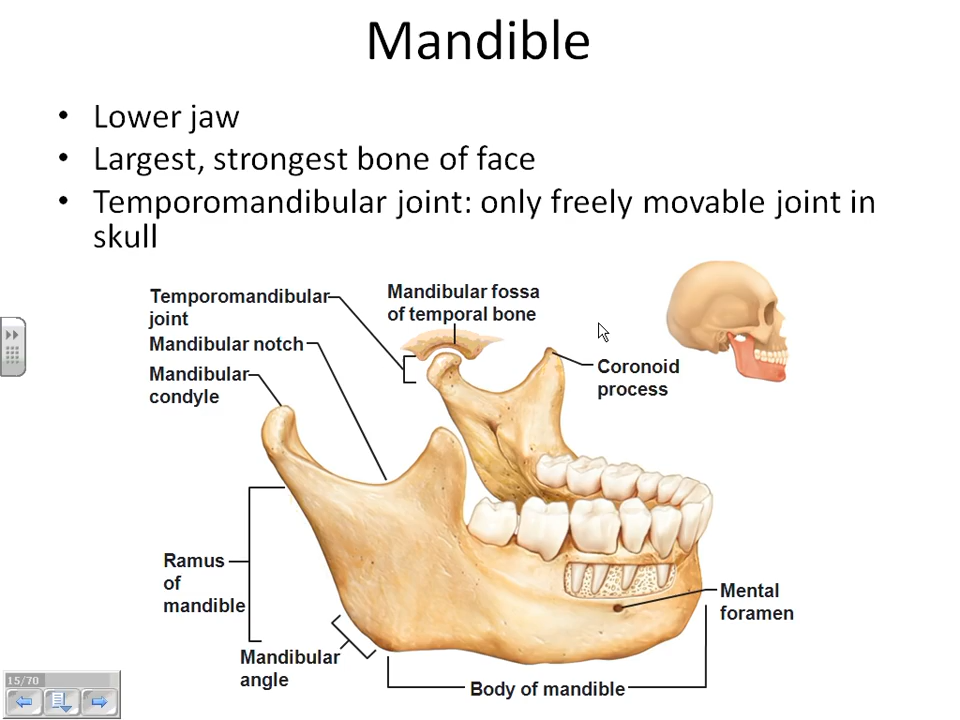 Mandible
• Lower jaw
• Largest, strongest bone of face
• Temporomandibular joint: only freely movable joint in
skull
Temporomandibular
joint
Mandibular fossa
of temporal bone
Mandibular notch
Mandibular
condyle
Coronoid
process
Ramus
of
mandible
Mental
foramen
Mandibular
angle
Body of mandible
15/70